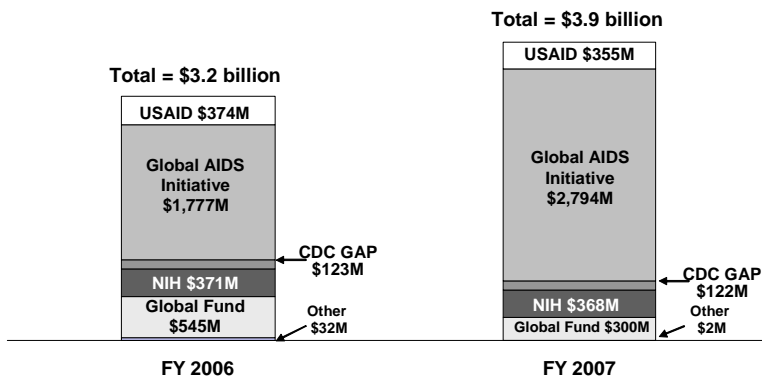 Total = $3.2 billion
USAID $374M
Global AIDS
Initiative
$1,777M
CDC GAP
$123M
NIH $371M
Global Fund
$545M
Other
$32M
FY 2006
Total = $3.9 billion
USAID $355M
Global AIDS
Initiative
$2,794M
CDC GAP
$122M
NIH $368M
Global Fund $300M
Other
$2M
FY 2007